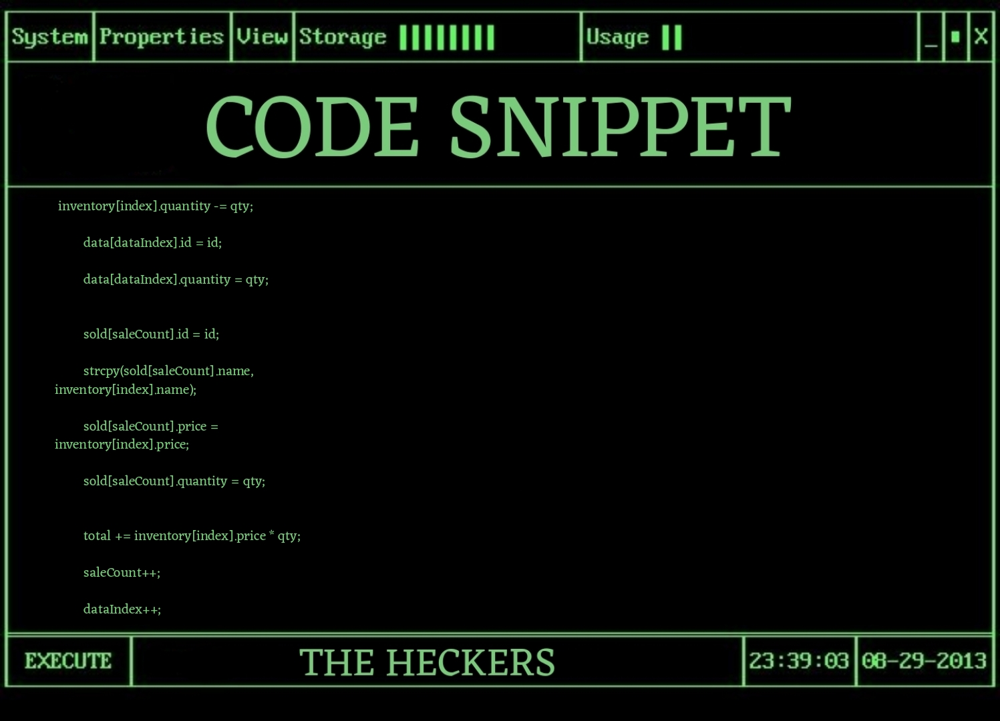 System Properties View Storage Usage _ ▪ X
CODE SNIPPET
inventory[index].quantity -= qty;
data[dataIndex].id = id;
data[dataIndex].quantity = qty;
sold[saleCount].id = id;
strcpy(sold[saleCount].name,
inventory[index].name);
sold[saleCount].price =
inventory[index].price;
sold[saleCount].quantity = qty;
total += inventory[index].price * qty;
saleCount++;
dataIndex++;
EXECUTE THE HECKERS 23:39:03 08-29-2013